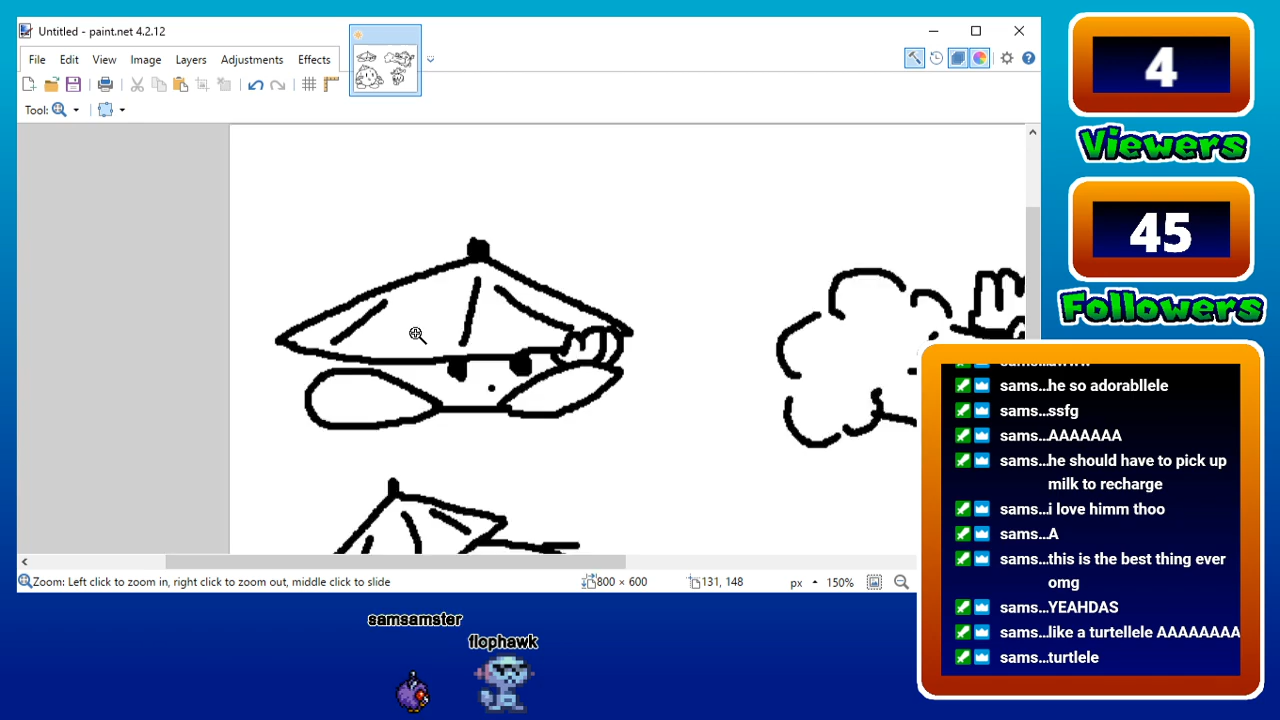 Untitled - paint.net 4.2.12
File Edit View Image Layers Adjustments Effects
Tool:
Zoom: Left click to zoom in, right click to zoom out, middle click to slide
800 × 600
131, 148
px
150%
4
Viewers
45
Followers
sams...he so adorabllele
sams...ssfg
sams...AAAAAAA
sams...he should have to pick up
milk to recharge
sams...i love himm thoo
sams...A
sams...this is the best thing ever
omg
sams...YEAHDAS
sams...like a turtellele AAAAAAAA
sams...turtlele
samsamster
flophawk